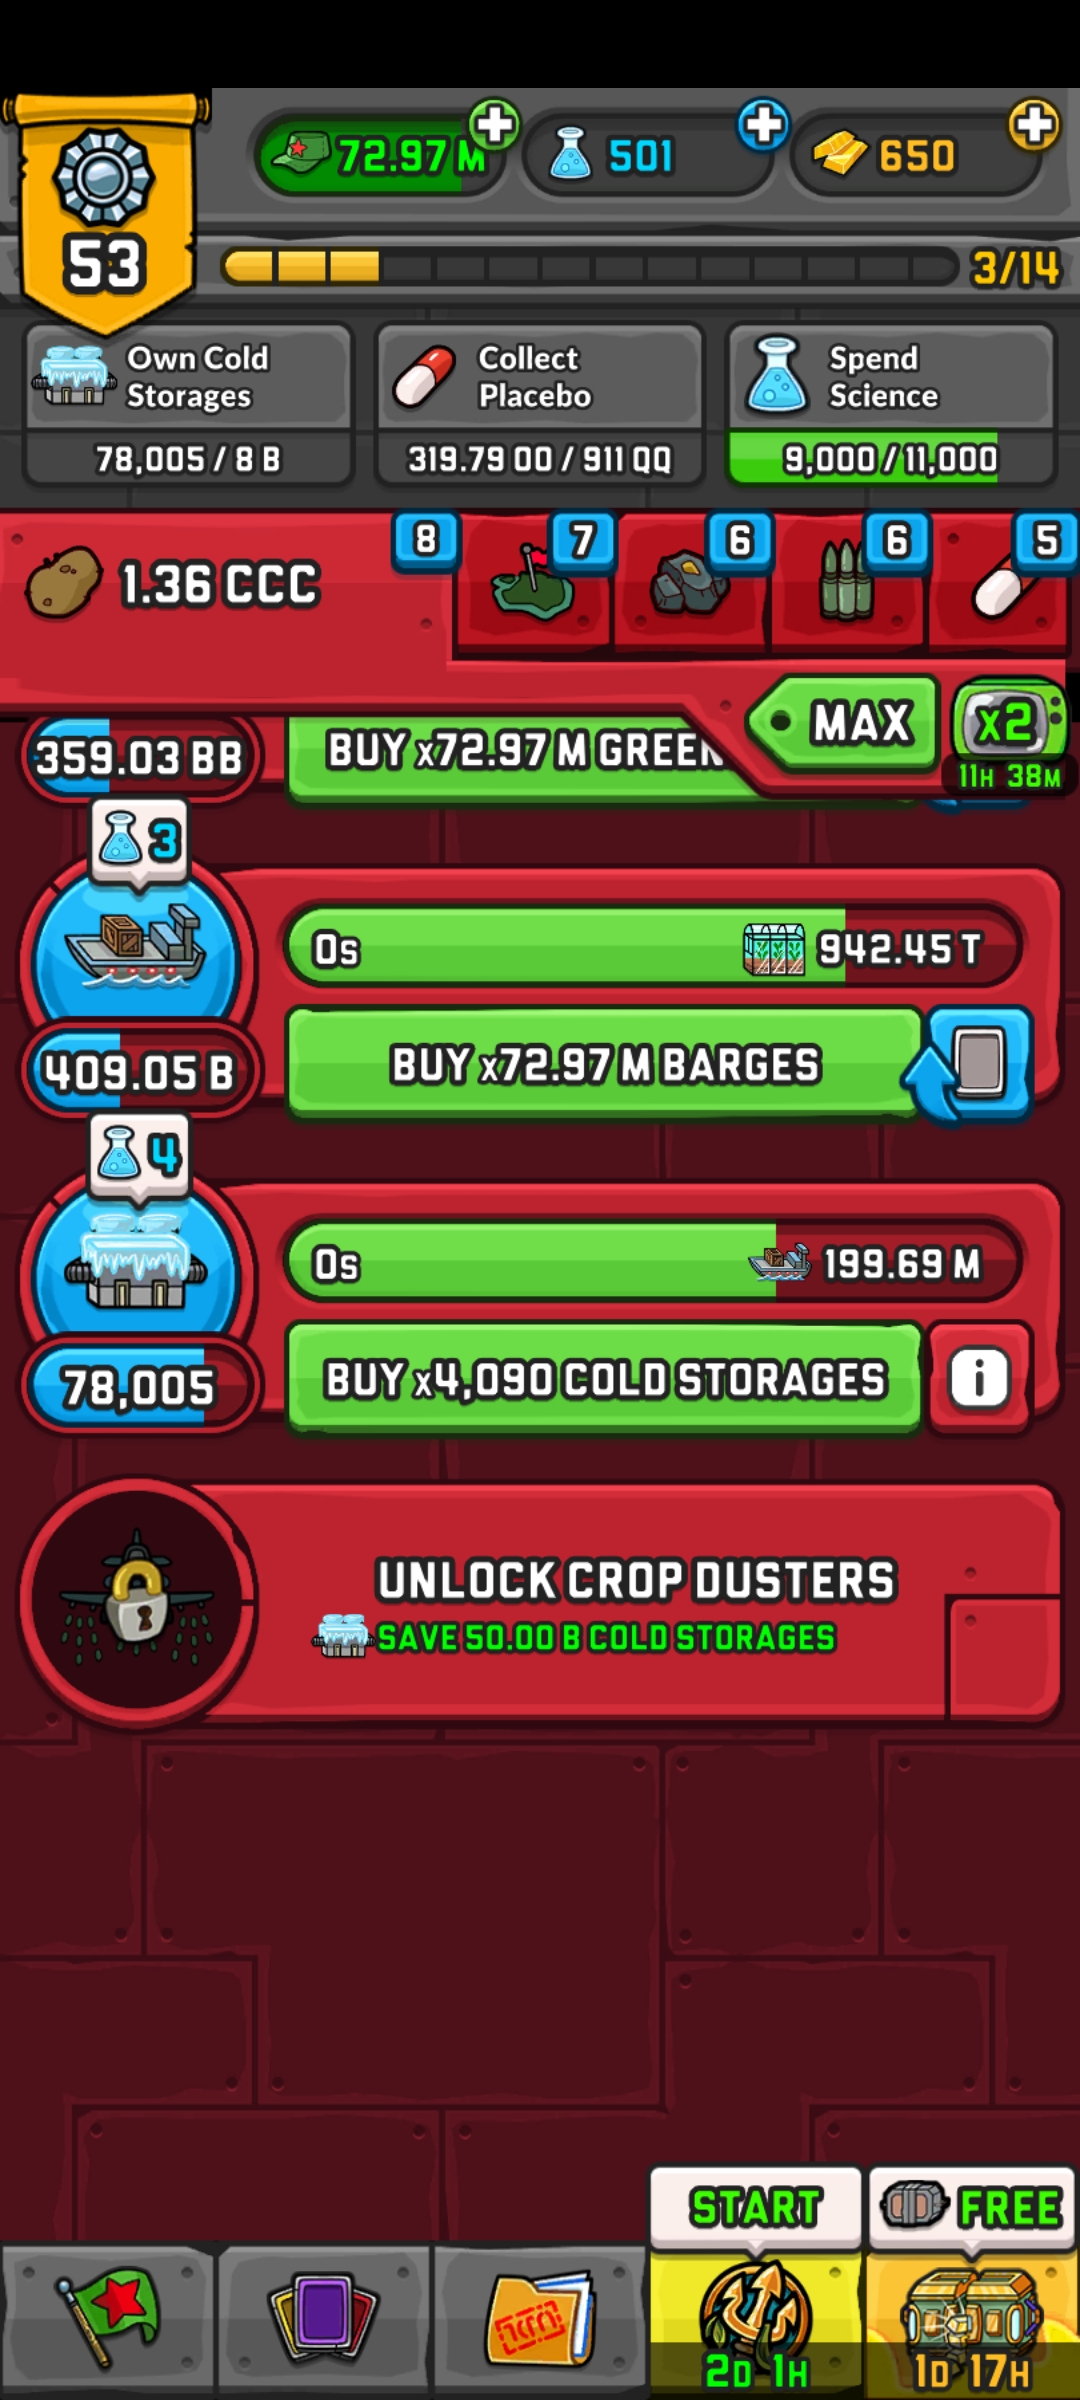 53
72.97 M
501
650
3/14
Own Cold
Storages
78,005 / 8 B
Collect
Placebo
319.79 OO / 911 QQ
Spend
Science
9,000 / 11,000
1.36 CCC
8
7
6
6
5
MAX
x2
11H 38M
359.03 BB
BUY x72.97 M GREEN
3
0s
942.45 T
409.05 B
BUY x72.97 M BARGES
4
0s
199.69 M
78,005
BUY x4,090 COLD STORAGES
i
UNLOCK CROP DUSTERS
SAVE 50.00 B COLD STORAGES
START
FREE
2D 1H
1D 17H